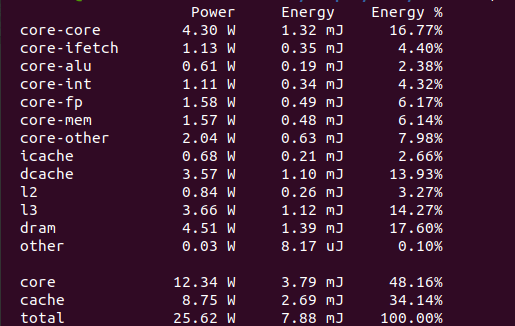 Power Energy Energy %
core-core 4.30 W 1.32 mJ 16.77%
core-ifetch 1.13 W 0.35 mJ 4.40%
core-alu 0.61 W 0.19 mJ 2.38%
core-int 1.11 W 0.34 mJ 4.32%
core-fp 1.58 W 0.49 mJ 6.17%
core-mem 1.57 W 0.48 mJ 6.14%
core-other 2.04 W 0.63 mJ 7.98%
icache 0.68 W 0.21 mJ 2.66%
dcache 3.57 W 1.10 mJ 13.93%
l2 0.84 W 0.26 mJ 3.27%
l3 3.66 W 1.12 mJ 14.27%
dram 4.51 W 1.39 mJ 17.60%
other 0.03 W 8.17 uJ 0.10%
core 12.34 W 3.79 mJ 48.16%
cache 8.75 W 2.69 mJ 34.14%
total 25.62 W 7.88 mJ 100.00%